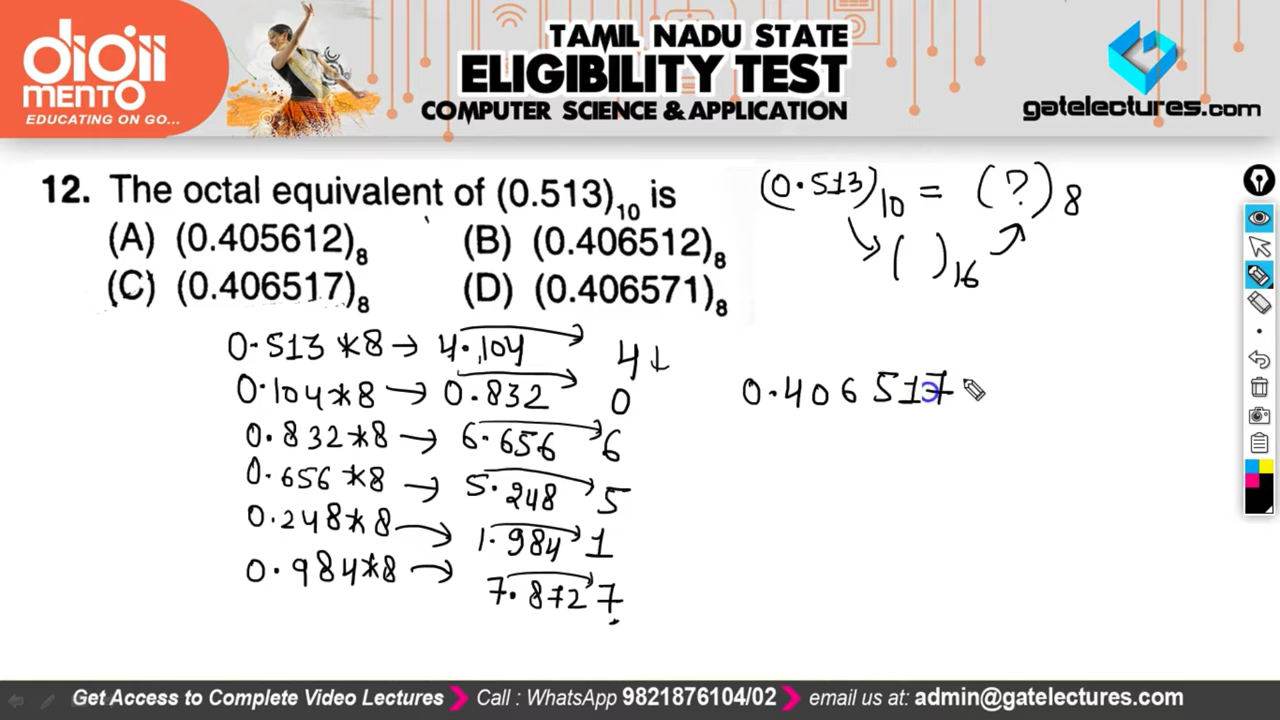 digii
MENTO
EDUCATING ON GO...
TAMIL NADU STATE
ELIGIBILITY TEST
COMPUTER SCIENCE & APPLICATION
gatelectures.com
12. The octal equivalent of (0.513)10 is
(A) (0.405612)8 (B) (0.406512)8
(C) (0.406517)8 (D) (0.406571)8
(0.513)10 = (?)8
( )16
0.513 *8 → 4.104 4
0.104*8 → 0.832 0
0.832*8 → 6.656 6
0.656 *8 → 5.248 5
0.248*8 → 1.984 1
0.984*8 → 7.872 7
0.406517
Get Access to Complete Video Lectures Call : WhatsApp 9821876104/02 email us at: admin@gatelectures.com